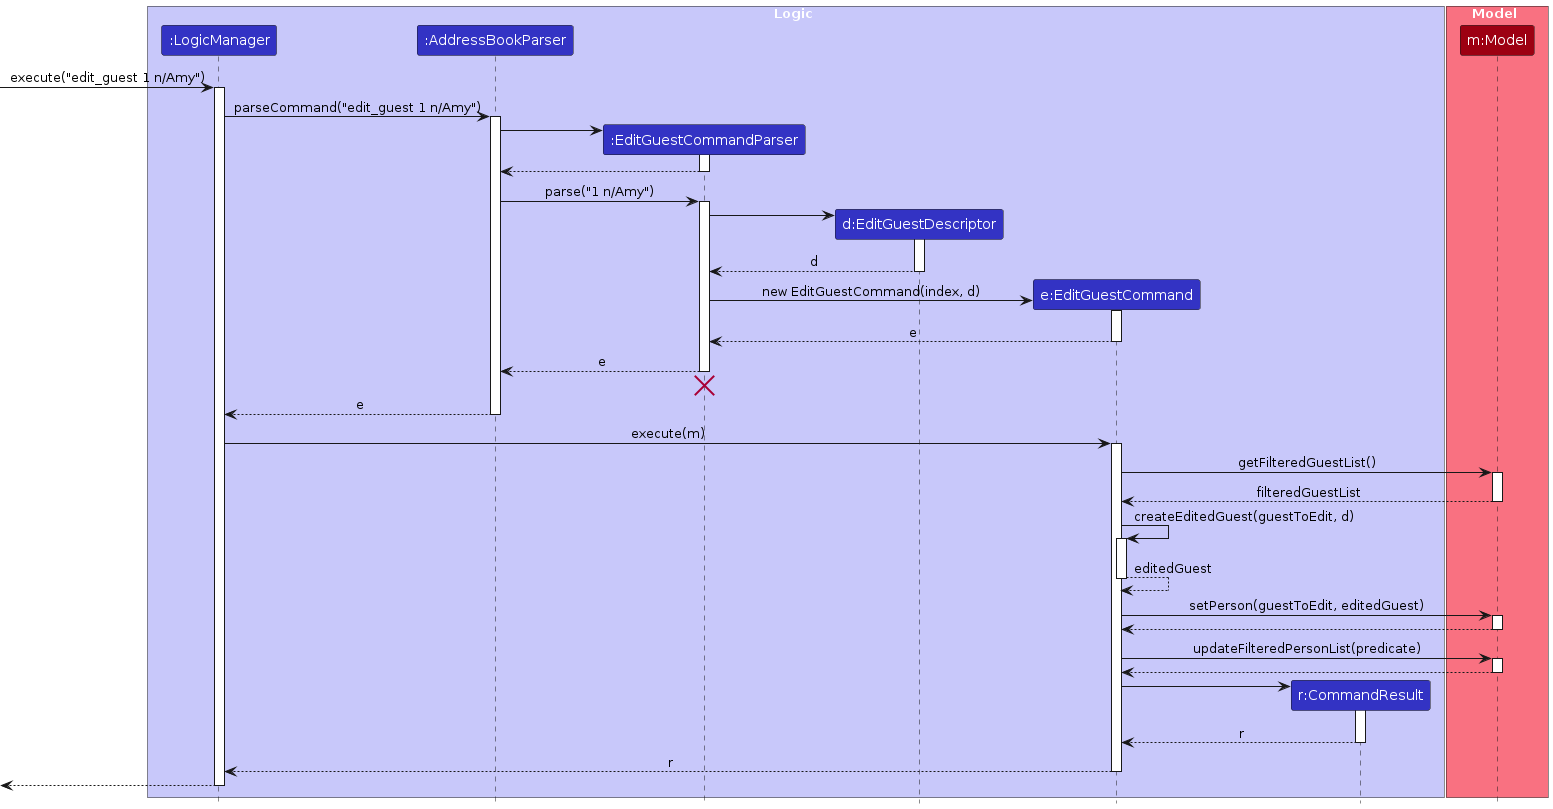 Logic
Model
:LogicManager
:AddressBookParser
m:Model
execute("edit_guest 1 n/Amy")
parseCommand("edit_guest 1 n/Amy")
:EditGuestCommandParser
parse("1 n/Amy")
d:EditGuestDescriptor
d
new EditGuestCommand(index, d)
e:EditGuestCommand
e
e
e
execute(m)
getFilteredGuestList()
filteredGuestList
createEditedGuest(guestToEdit, d)
editedGuest
setPerson(guestToEdit, editedGuest)
updateFilteredPersonList(predicate)
r:CommandResult
r
r